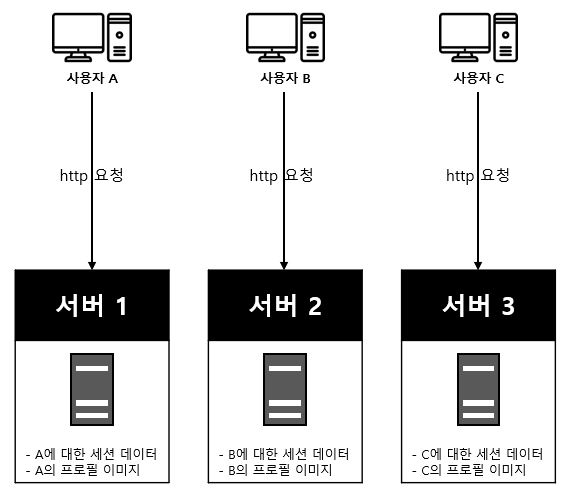 사용자 A
사용자 B
사용자 C
http 요청
http 요청
http 요청
서버 1
서버 2
서버 3
- A에 대한 세션 데이터
- A의 프로필 이미지
- B에 대한 세션 데이터
- B의 프로필 이미지
- C에 대한 세션 데이터
- C의 프로필 이미지